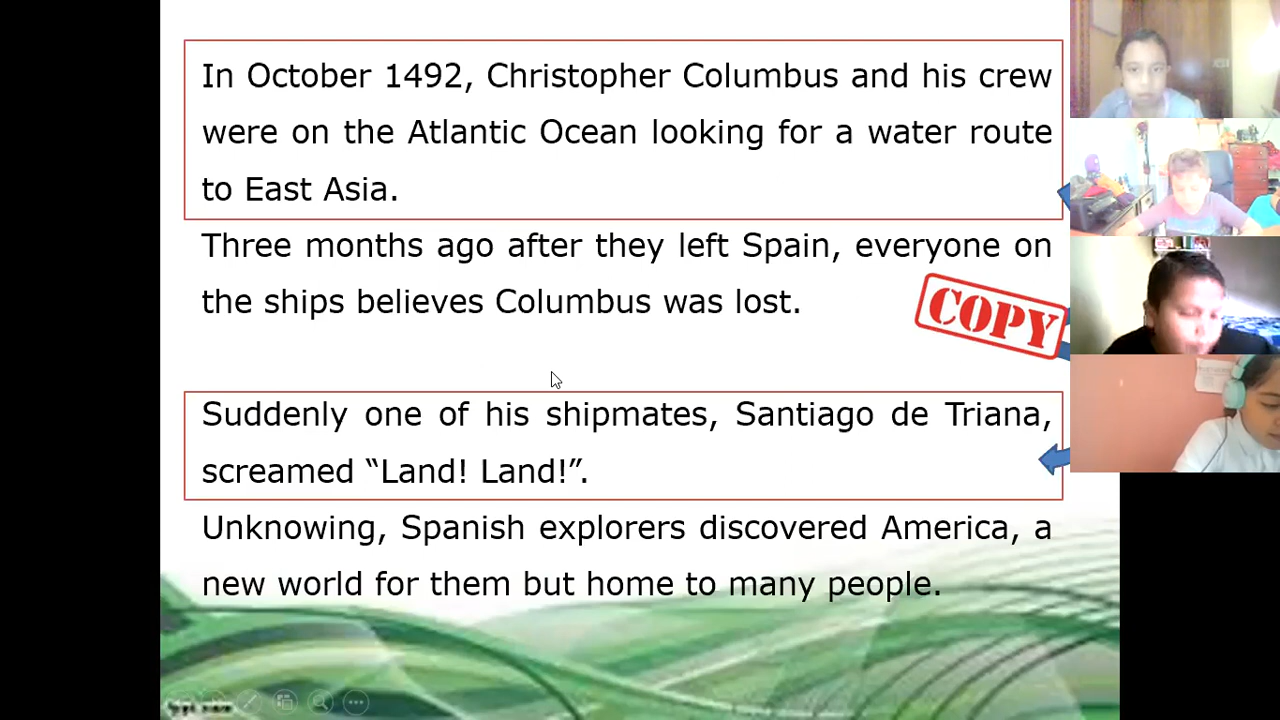 In October 1492, Christopher Columbus and his crew
were on the Atlantic Ocean looking for a water route
to East Asia.
Three months ago after they left Spain, everyone on
the ships believes Columbus was lost.
COPY
Suddenly one of his shipmates, Santiago de Triana,
screamed “Land! Land!”.
Unknowing, Spanish explorers discovered America, a
new world for them but home to many people.